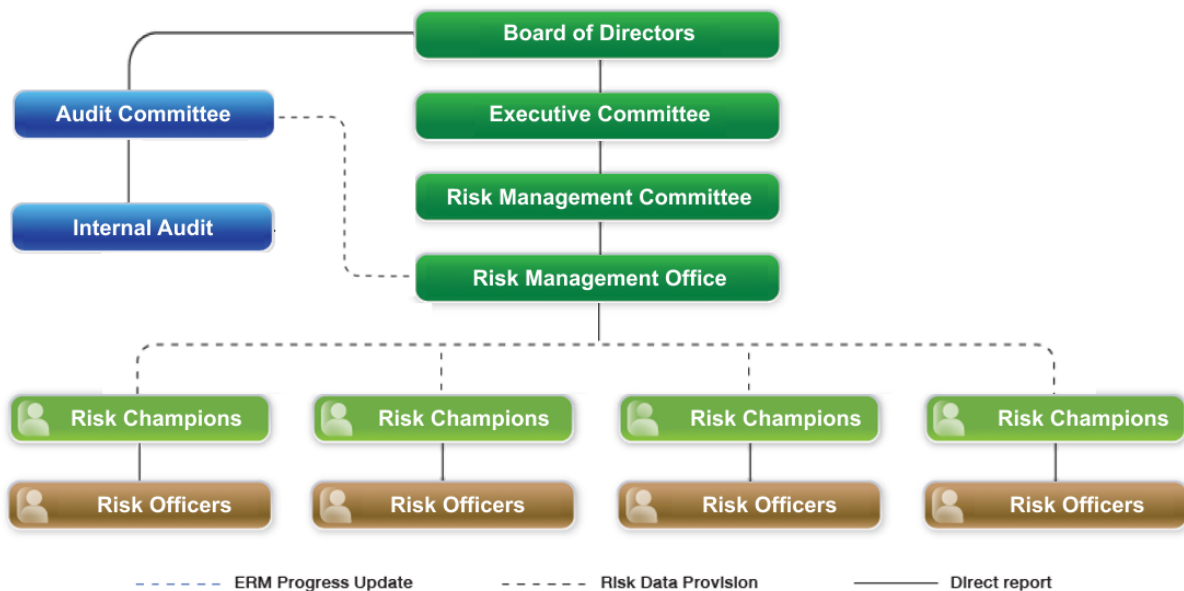 Board of Directors
Audit Committee
Executive Committee
Risk Management Committee
Internal Audit
Risk Management Office
Risk Champions
Risk Champions
Risk Champions
Risk Champions
Risk Officers
Risk Officers
Risk Officers
Risk Officers
ERM Progress Update
Risk Data Provision
Direct report